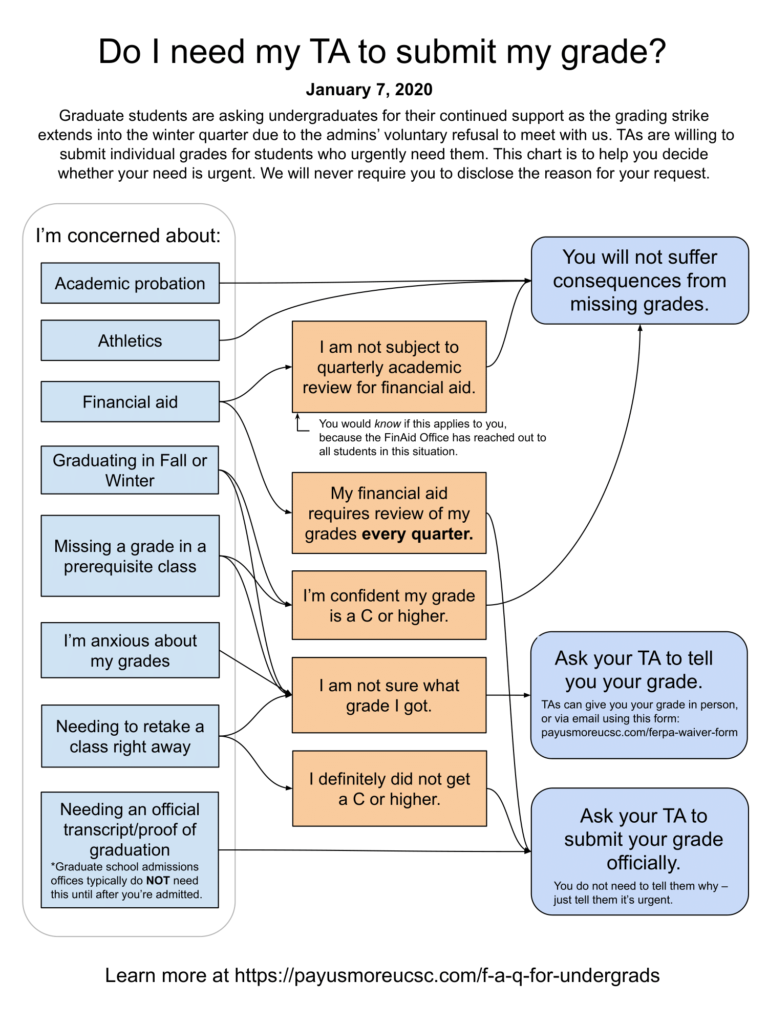 Do I need my TA to submit my grade?
January 7, 2020
Graduate students are asking undergraduates for their continued support as the grading strike
extends into the winter quarter due to the admins’ voluntary refusal to meet with us. TAs are willing to
submit individual grades for students who urgently need them. This chart is to help you decide
whether your need is urgent. We will never require you to disclose the reason for your request.
I’m concerned about:
Academic probation
Athletics
Financial aid
Graduating in Fall or
Winter
Missing a grade in a
prerequisite class
I’m anxious about
my grades
Needing to retake a
class right away
Needing an official
transcript/proof of
graduation
*Graduate school admissions
offices typically do NOT need
this until after you’re admitted.
I am not subject to
quarterly academic
review for financial aid.
You would know if this applies to you,
because the FinAid Office has reached out to
all students in this situation.
My financial aid
requires review of my
grades every quarter.
I’m confident my grade
is a C or higher.
I am not sure what
grade I got.
I definitely did not get
a C or higher.
You will not suffer
consequences from
missing grades.
Ask your TA to tell
you your grade.
TAs can give you your grade in person,
or via email using this form:
payusmoreucsc.com/ferpa-waiver-form
Ask your TA to
submit your grade
officially.
You do not need to tell them why –
just tell them it’s urgent.
Learn more at https://payusmoreucsc.com/f-a-q-for-undergrads